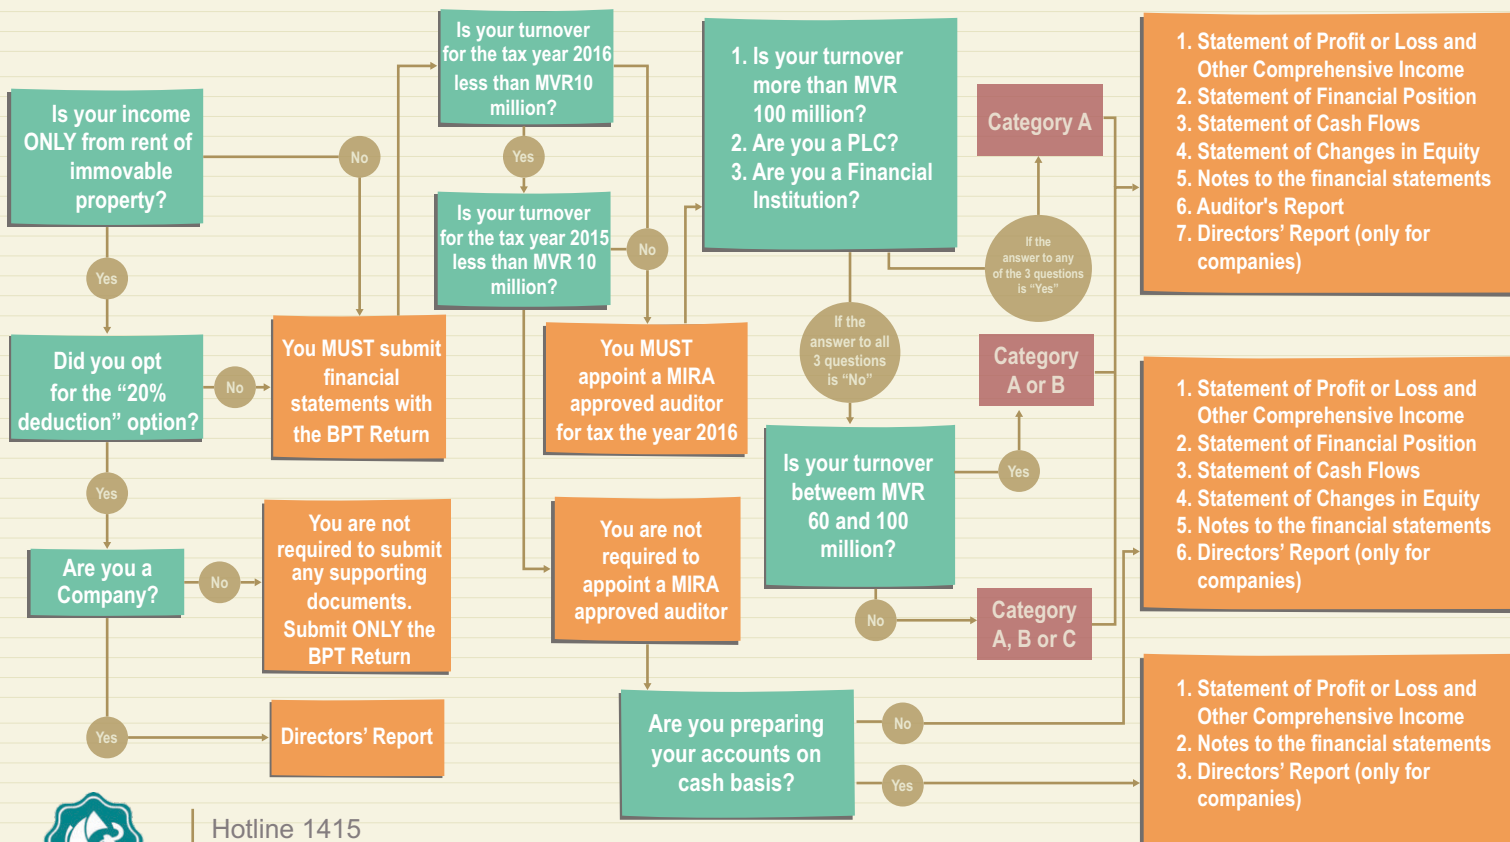 Is your income
ONLY from rent of
immovable
property?
No
Yes
Did you opt
for the “20%
deduction” option?
No
Yes
Are you a
Company?
No
Yes
You MUST submit
financial
statements with
the BPT Return
You are not
required to submit
any supporting
documents.
Submit ONLY the
BPT Return
Directors’ Report
Is your turnover
for the tax year 2016
less than MVR10
million?
Yes
Is your turnover
for the tax year 2015
less than MVR 10
million?
No
You MUST
appoint a MIRA
approved auditor
for tax the year 2016
You are not
required to
appoint a MIRA
approved auditor
Are you preparing
your accounts on
cash basis?
No
Yes
1. Is your turnover
more than MVR
100 million?
2. Are you a PLC?
3. Are you a Financial
Institution?
If the
answer to any
of the 3 questions
is “Yes”
If the
answer to all
3 questions
is “No”
Is your turnover
betweem MVR
60 and 100
million?
Yes
No
Category A
Category
A or B
Category
A, B or C
1. Statement of Profit or Loss and
Other Comprehensive Income
2. Statement of Financial Position
3. Statement of Cash Flows
4. Statement of Changes in Equity
5. Notes to the financial statements
6. Auditor's Report
7. Directors’ Report (only for
companies)
1. Statement of Profit or Loss and
Other Comprehensive Income
2. Statement of Financial Position
3. Statement of Cash Flows
4. Statement of Changes in Equity
5. Notes to the financial statements
6. Directors’ Report (only for
companies)
1. Statement of Profit or Loss and
Other Comprehensive Income
2. Notes to the financial statements
3. Directors’ Report (only for
companies)
Hotline 1415